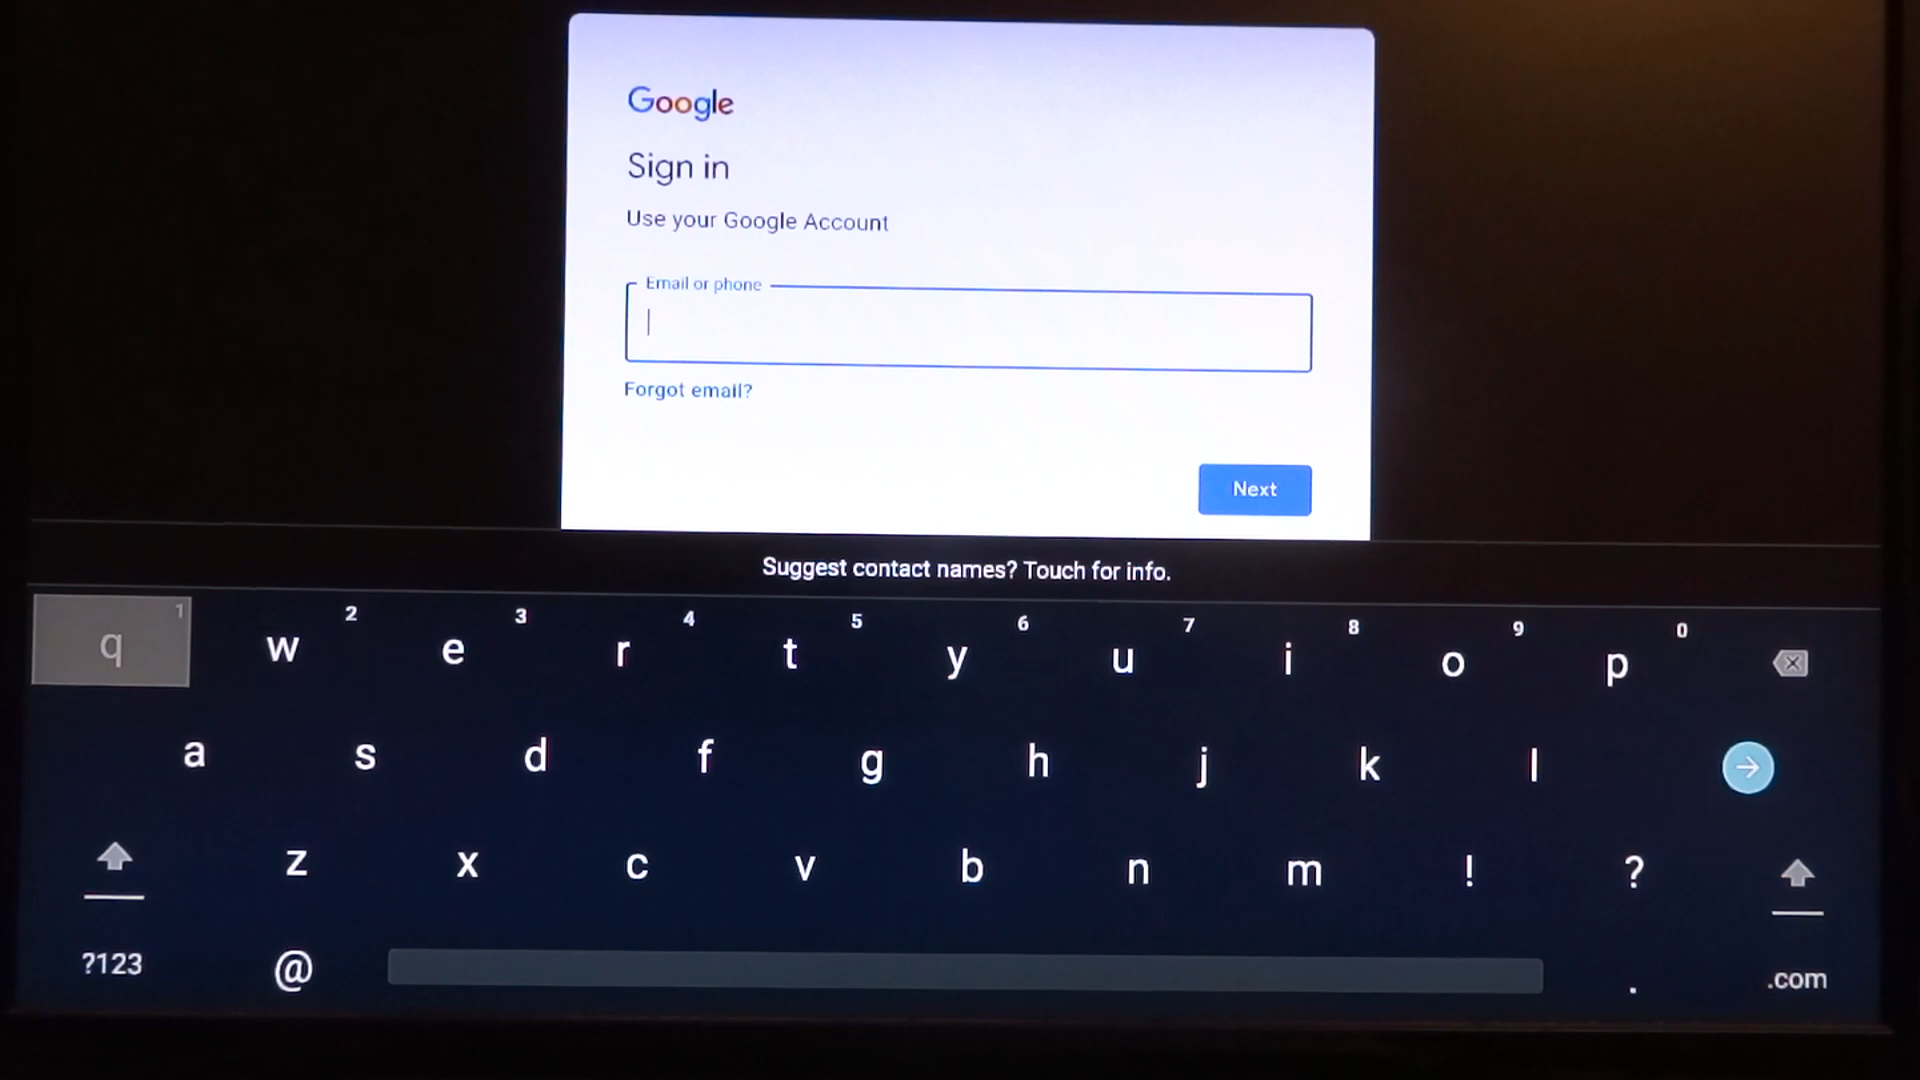 Google
Sign in
Use your Google Account
Email or phone
Forgot email?
Next
Suggest contact names? Touch for info.
q 1 w 2 e 3 r 4 t 5 y 6 u 7 i 8 o 9 p 0
a s d f g h j k l
z x c v b n m ! ?
?123 @ . .com